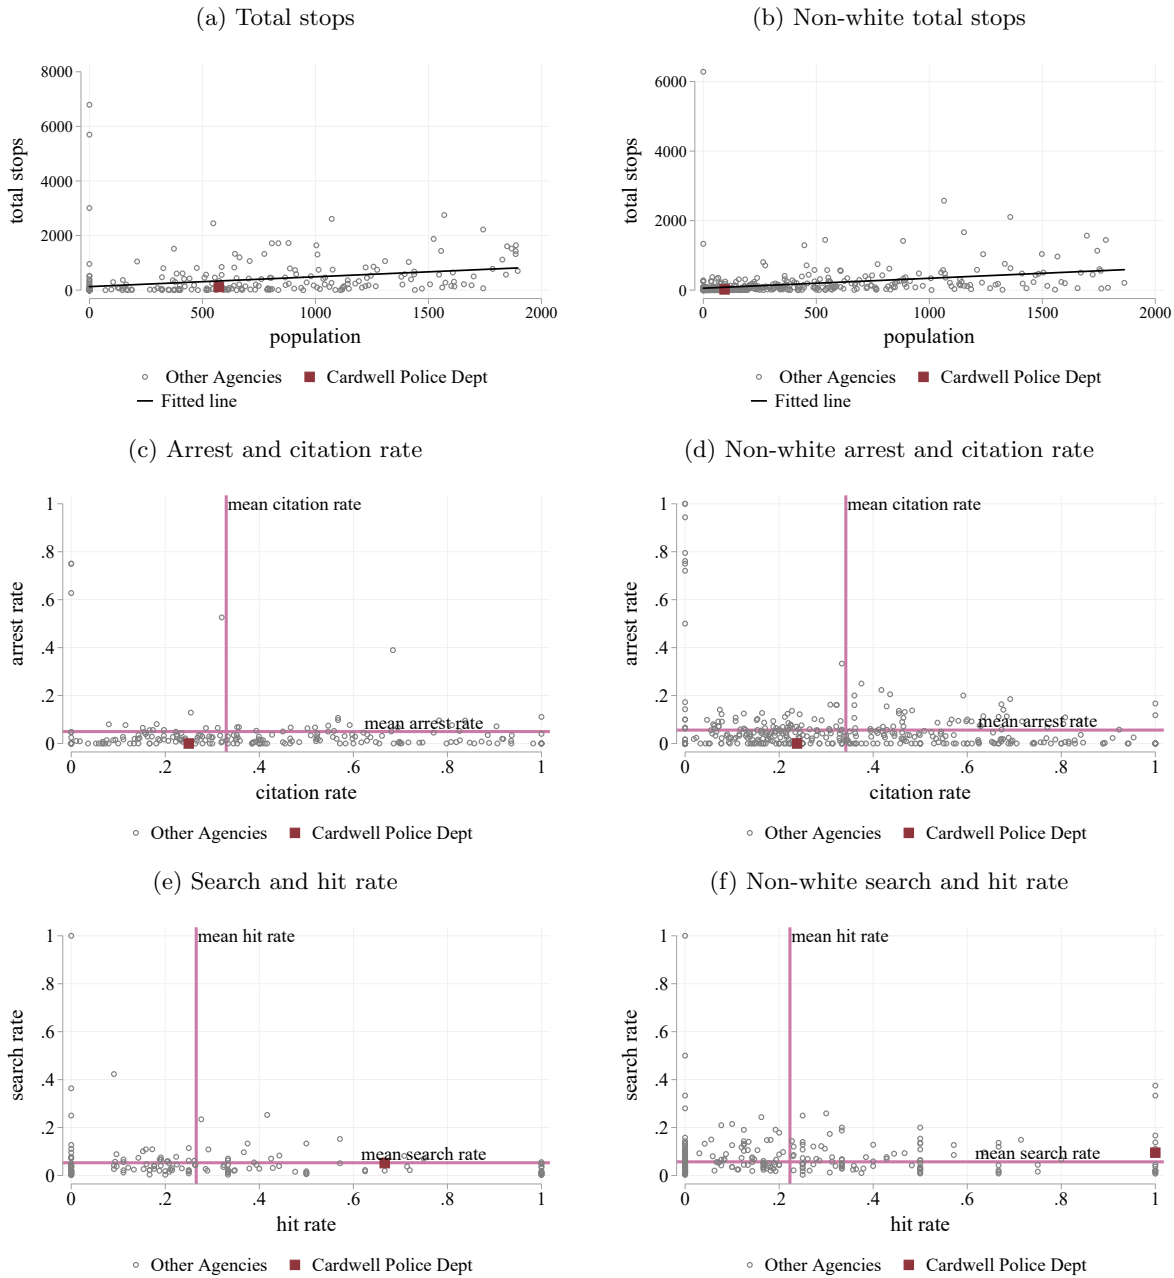 (a) Total stops
8000
6000
4000
2000
0
total stops
0
500
1000
1500
2000
population
Other Agencies
Cardwell Police Dept
Fitted line
(b) Non-white total stops
6000
4000
2000
0
total stops
0
500
1000
1500
2000
population
Other Agencies
Cardwell Police Dept
Fitted line
(c) Arrest and citation rate
1
.8
.6
.4
.2
0
arrest rate
mean citation rate
mean arrest rate
0
.2
.4
.6
.8
1
citation rate
Other Agencies
Cardwell Police Dept
(d) Non-white arrest and citation rate
1
.8
.6
.4
.2
0
arrest rate
mean citation rate
mean arrest rate
0
.2
.4
.6
.8
1
citation rate
Other Agencies
Cardwell Police Dept
(e) Search and hit rate
1
.8
.6
.4
.2
0
search rate
mean hit rate
mean search rate
0
.2
.4
.6
.8
1
hit rate
Other Agencies
Cardwell Police Dept
(f) Non-white search and hit rate
1
.8
.6
.4
.2
0
search rate
mean hit rate
mean search rate
0
.2
.4
.6
.8
1
hit rate
Other Agencies
Cardwell Police Dept